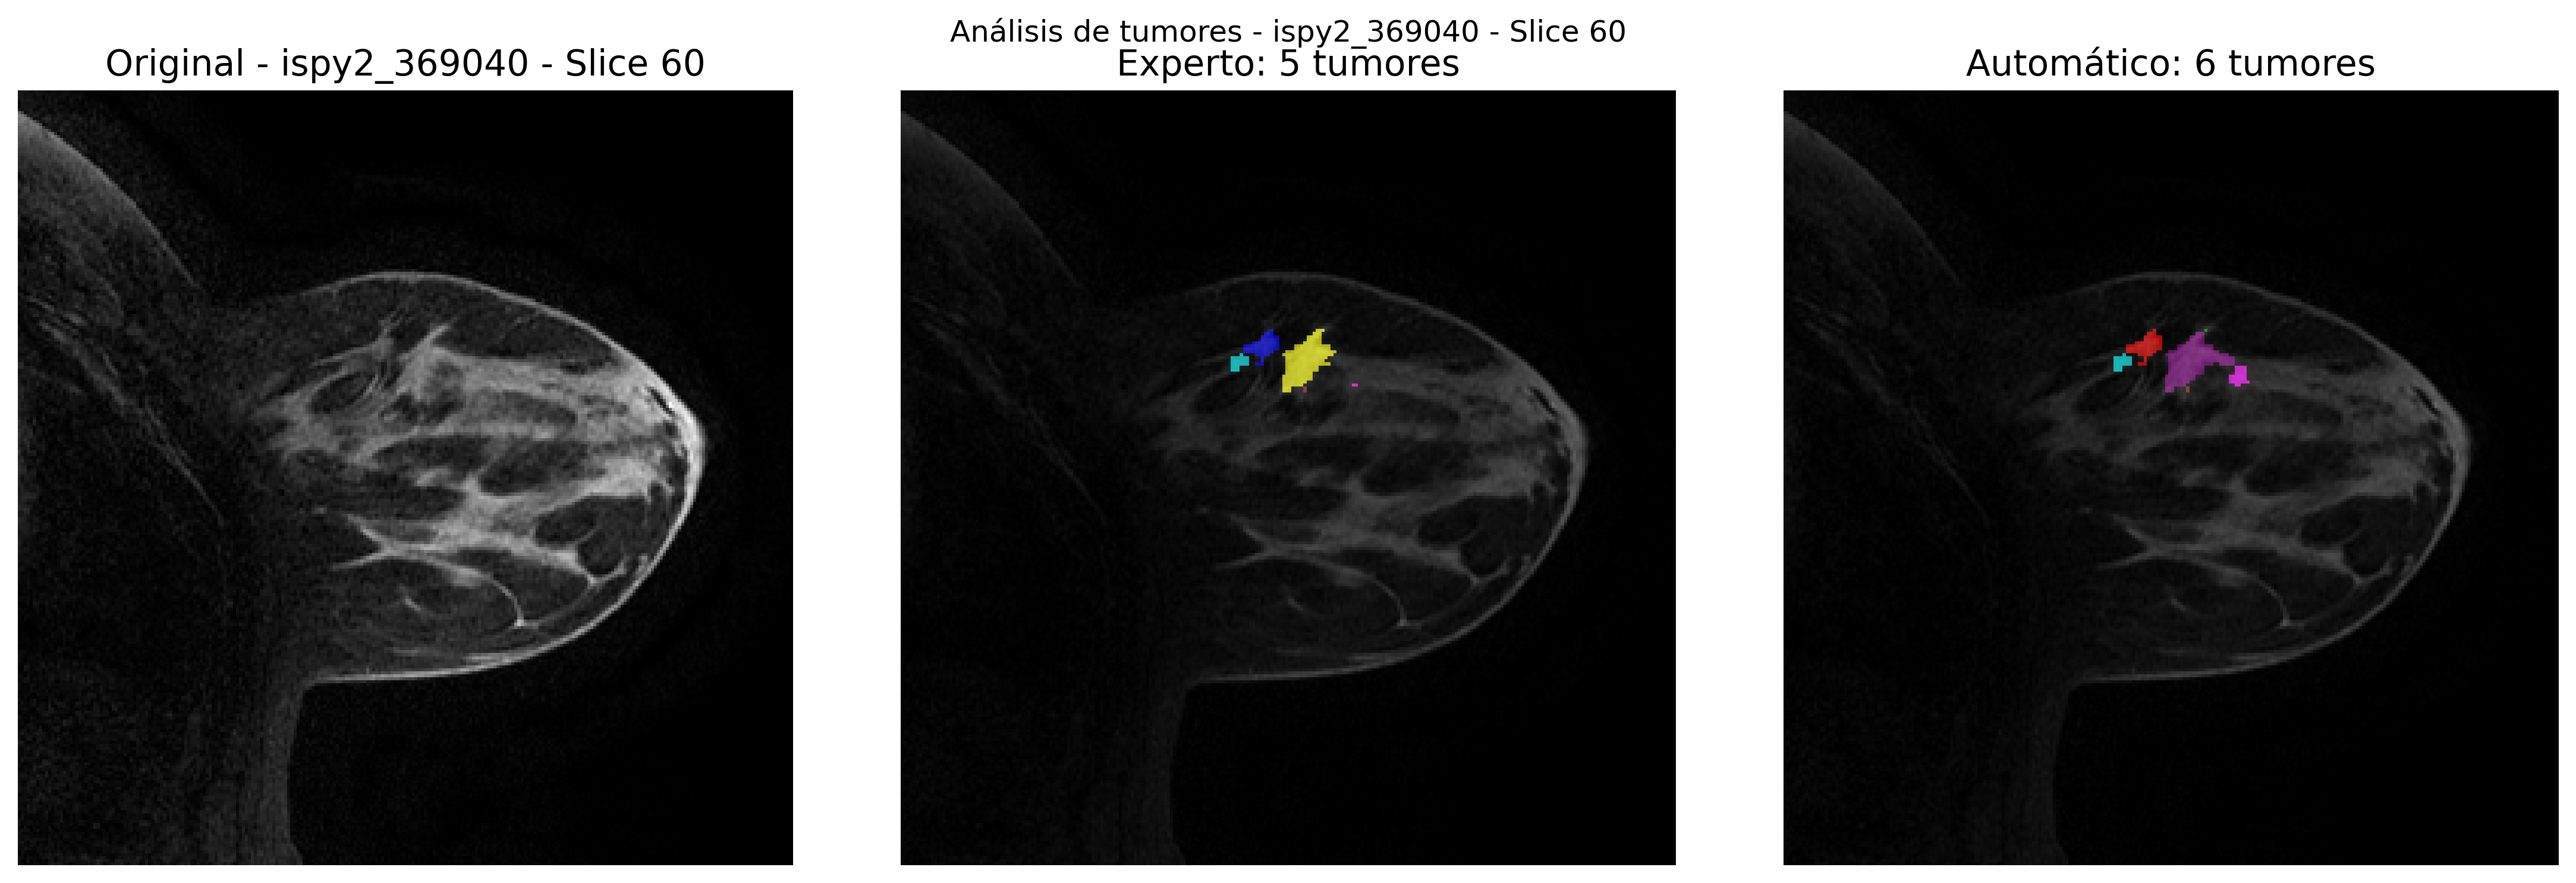 Análisis de tumores - ispy2_369040 - Slice 60
Original - ispy2_369040 - Slice 60
Experto: 5 tumores
Automático: 6 tumores